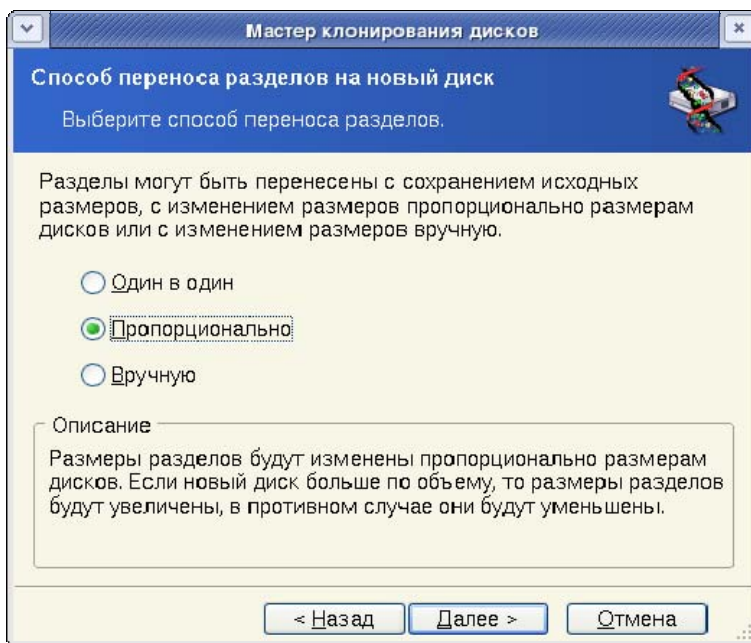 Мастер клонирования дисков
Способ переноса разделов на новый диск
Выберите способ переноса разделов.
Разделы могут быть перенесены с сохранением исходных
размеров, с изменением размеров пропорционально размерам
дисков или с изменением размеров вручную.
Один в один
Пропорционально
Вручную
Описание
Размеры разделов будут изменены пропорционально размерам
дисков. Если новый диск больше по объему, то размеры разделов
будут увеличены, в противном случае они будут уменьшены.
< Назад
Далее >
Отмена